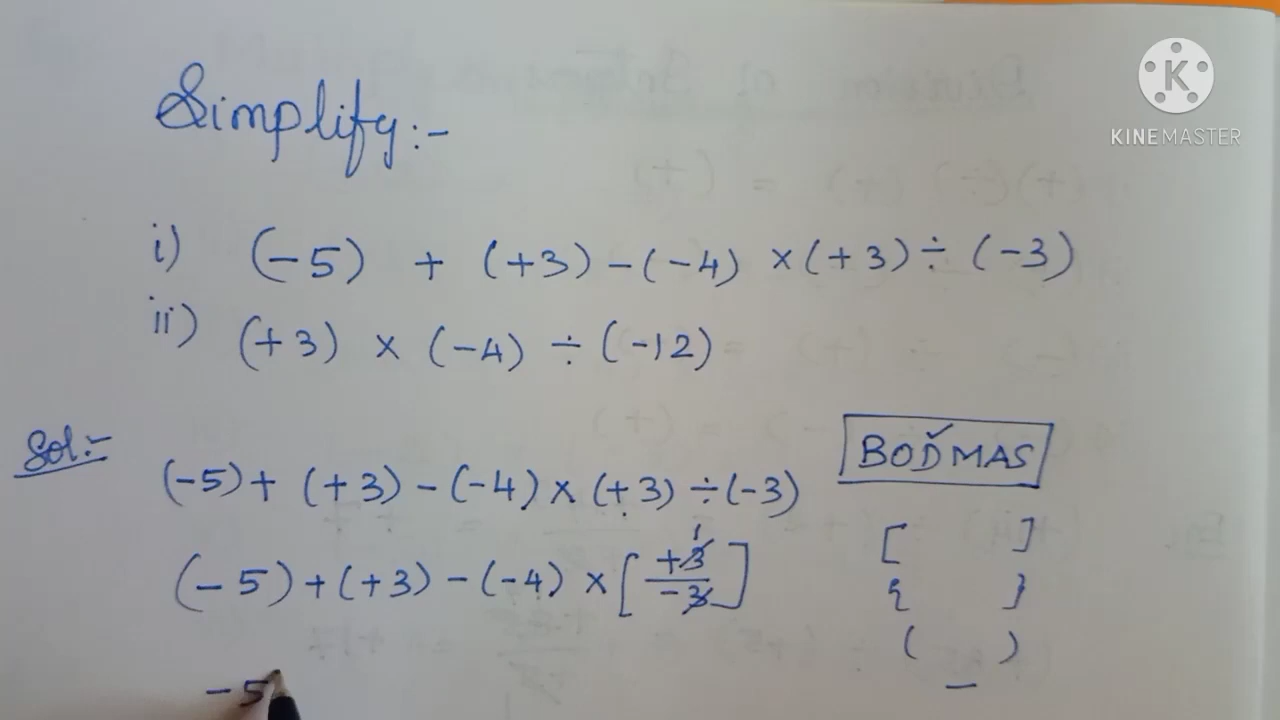 Simplify:-
K
KINEMASTER
i) (-5) + (+3) - (-4) × (+3) ÷ (-3)
ii) (+3) × (-4) ÷ (-12)
Sol:-
BODMAS
(-5) + (+3) - (-4) × (+3) ÷ (-3)
(-5) + (+3) - (-4) × [+3/-3]
1
[ ]
{ }
( )
-5